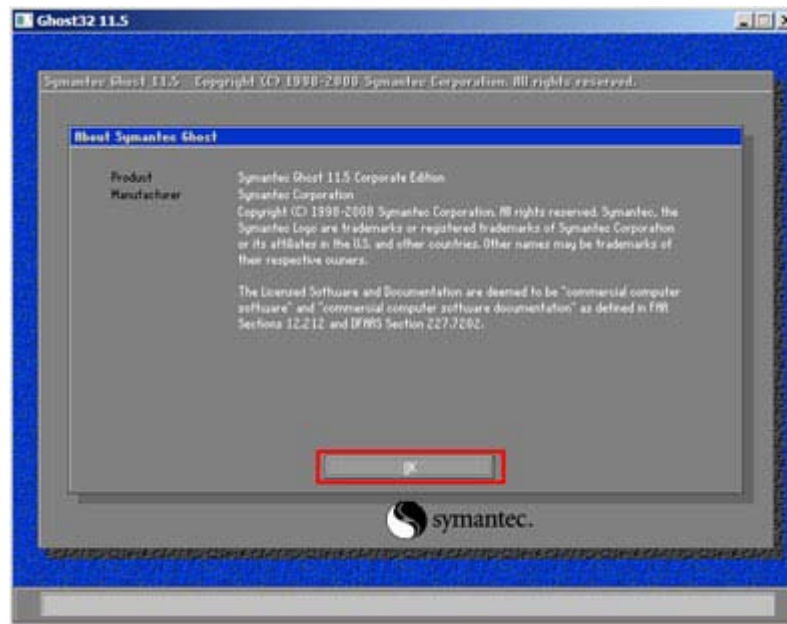 Ghost32 11.5
Symantec Ghost 11.5 Copyright (C) 1998-2008 Symantec Corporation. All rights reserved.
About Symantec Ghost
Product Symantec Ghost 11.5 Corporate Edition
Manufacturer Symantec Corporation
Copyright (C) 1998-2008 Symantec Corporation. All rights reserved. Symantec, the
Symantec Logo are trademarks or registered trademarks of Symantec Corporation
or its affiliates in the U.S. and other countries. Other names may be trademarks of
their respective owners.
The Licensed Software and Documentation are deemed to be "commercial computer
software" and "commercial computer software documentation" as defined in FAR
Sections 12.212 and DFARS Section 227.7202.
OK
symantec.